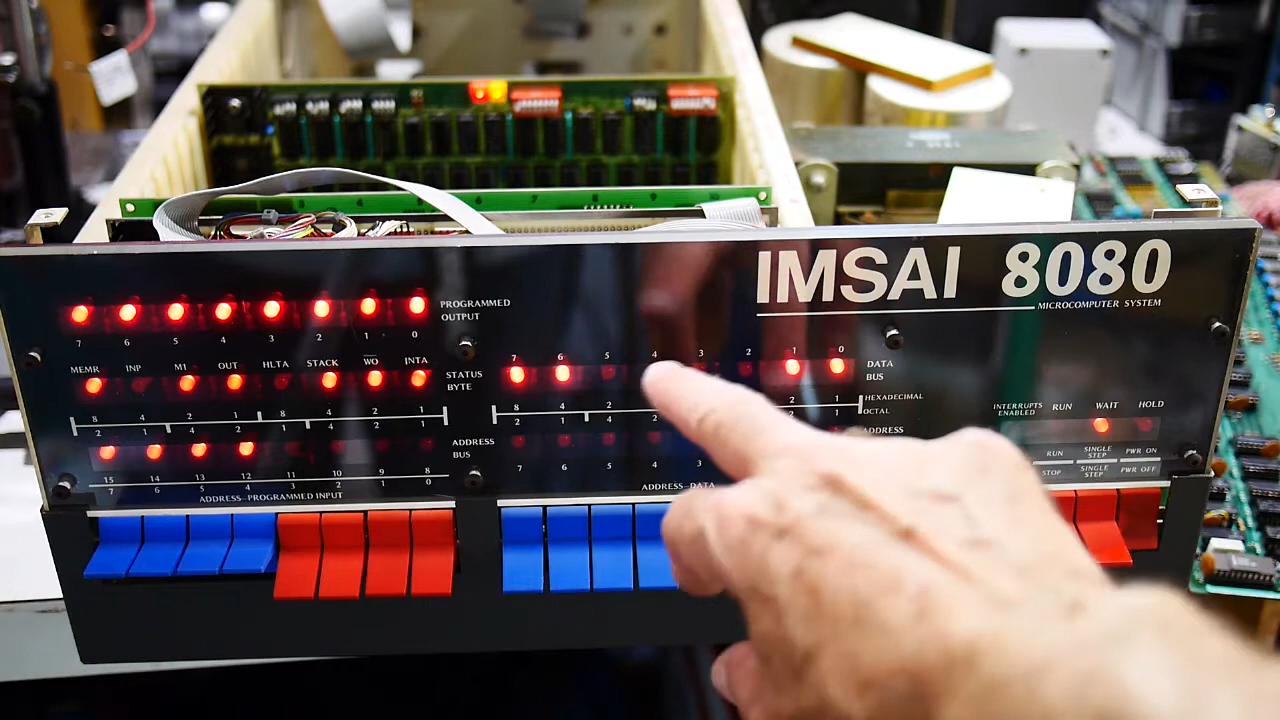 IMSAI 8080
MICROCOMPUTER SYSTEM
PROGRAMMED
OUTPUT
7 6 5 4 3 2 1 0
MEMR INP M1 OUT HLTA STACK WO INTA
STATUS
BYTE
7 6 5 4 3 2 1 0
DATA
BUS
8 4 2 1 8 4 2 1
2 1 4 2 1 4 2 1
8 4 2 2 1
2 1 4
HEXADECIMAL
OCTAL
ADDRESS
BUS
ADDRESS
INTERRUPTS
ENABLED
RUN WAIT HOLD
15 14 13 12 11 10 9 8
7 6 5 4 3 2 1 0
ADDRESS-PROGRAMMED INPUT
7 6 5 4 3
ADDRESS-DATA
RUN SINGLE STEP PWR ON
STOP SINGLE STEP PWR OFF